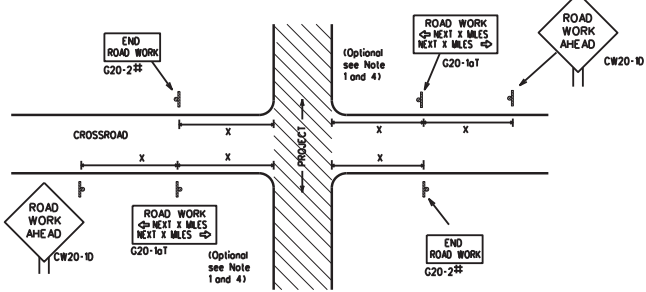 END
ROAD WORK
G20-2#
(Optional
see Note
1 and 4)
ROAD WORK
⇦ NEXT X MILES
NEXT X MILES ⇨
G20-1aT
ROAD
WORK
AHEAD
CW20-1D
X
X
X
CROSSROAD
PROJECT
X
X
X
ROAD
WORK
AHEAD
CW20-1D
ROAD WORK
⇦ NEXT X MILES
NEXT X MILES ⇨
G20-1aT
(Optional
see Note
1 and 4)
END
ROAD WORK
G20-2#